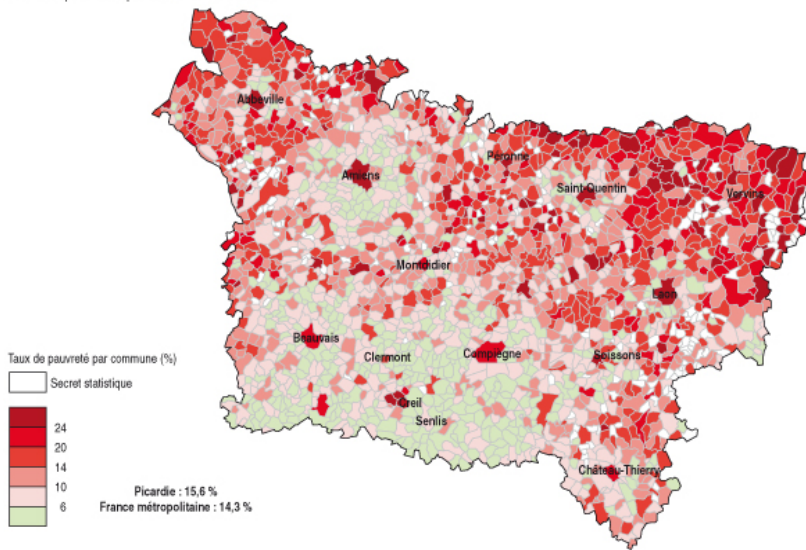 Abbeville
Amiens
Péronne
Saint-Quentin
Vervins
Montdidier
Laon
Beauvais
Clermont
Compiègne
Soissons
Creil
Senlis
Château-Thierry
Taux de pauvreté par commune (%)
Secret statistique
24
20
14
10
6
Picardie : 15,6 %
France métropolitaine : 14,3 %